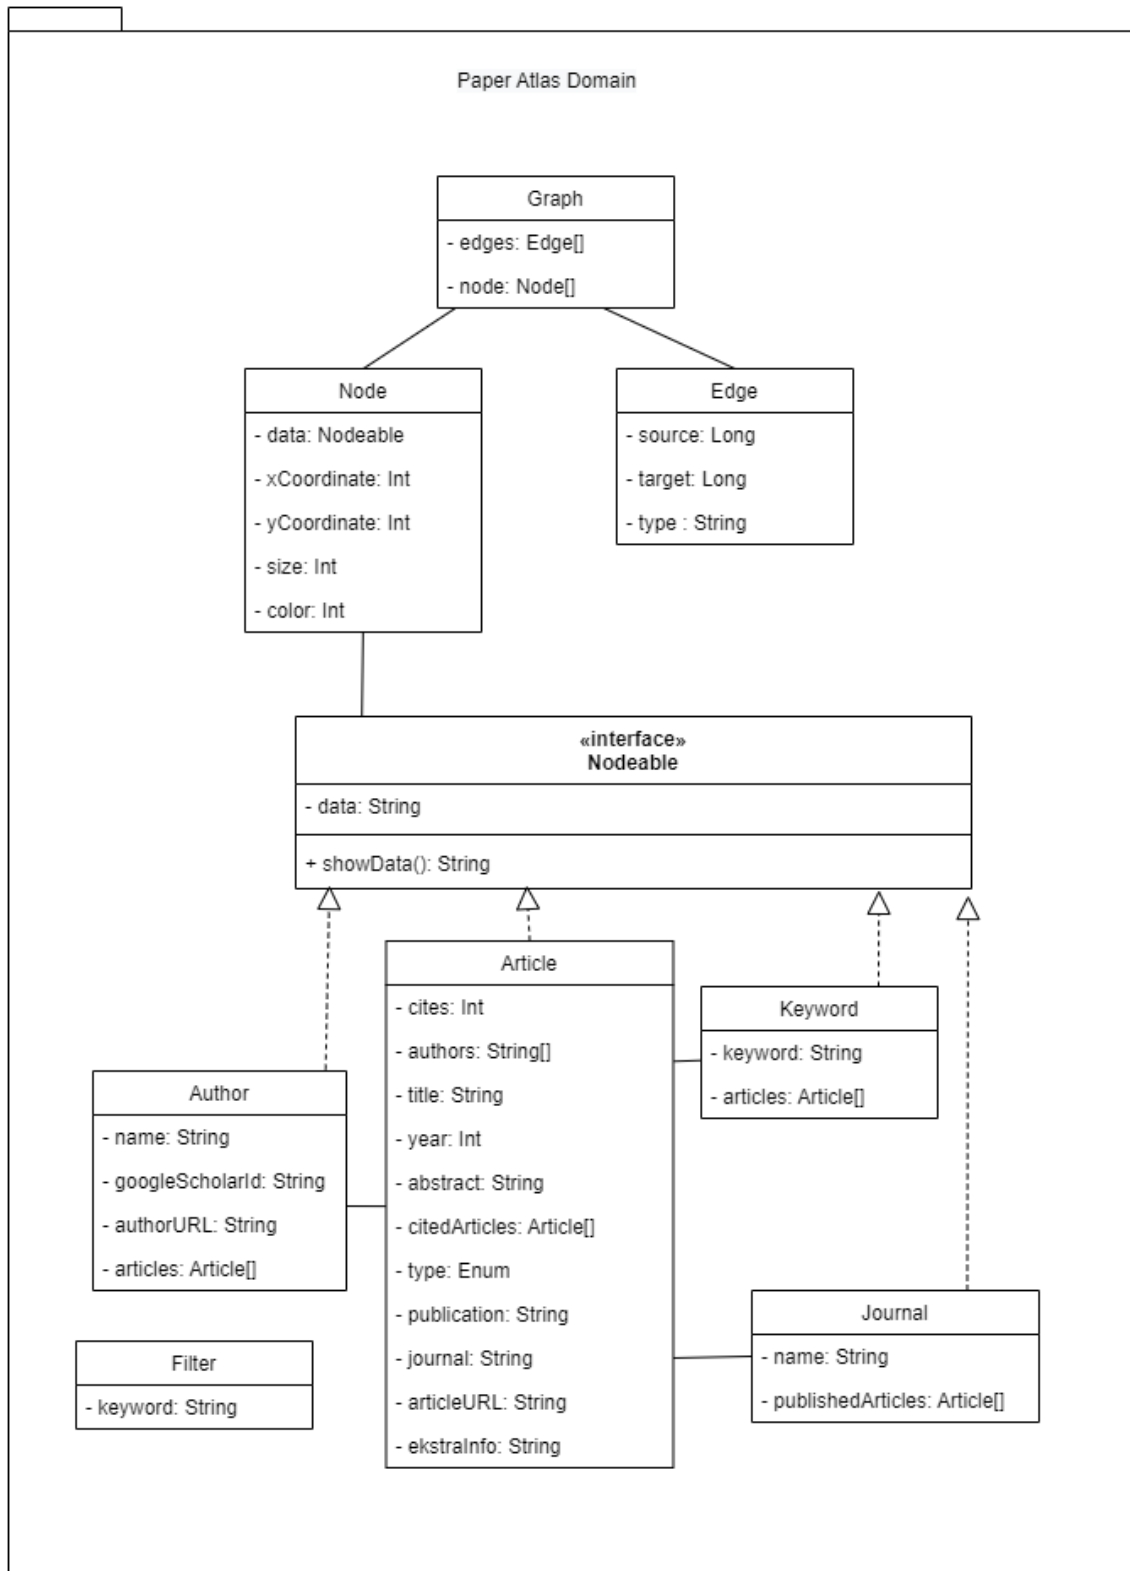 Paper Atlas Domain
Graph
- edges: Edge[]
- node: Node[]
Node
- data: Nodeable
- xCoordinate: Int
- yCoordinate: Int
- size: Int
- color: Int
Edge
- source: Long
- target: Long
- type : String
«interface»
Nodeable
- data: String
+ showData(): String
Article
- cites: Int
- authors: String[]
- title: String
- year: Int
- abstract: String
- citedArticles: Article[]
- type: Enum
- publication: String
- journal: String
- articleURL: String
- ekstraInfo: String
Keyword
- keyword: String
- articles: Article[]
Author
- name: String
- googleScholarId: String
- authorURL: String
- articles: Article[]
Journal
- name: String
- publishedArticles: Article[]
Filter
- keyword: String